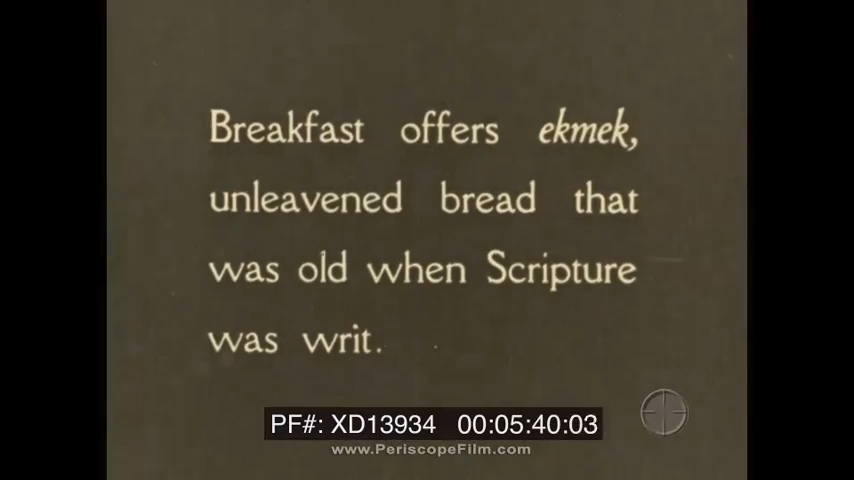 Breakfast offers ekmek,
unleavened bread that
was old when Scripture
was writ.
PF#: XD13934 00:05:40:03
www.PeriscopeFilm.com